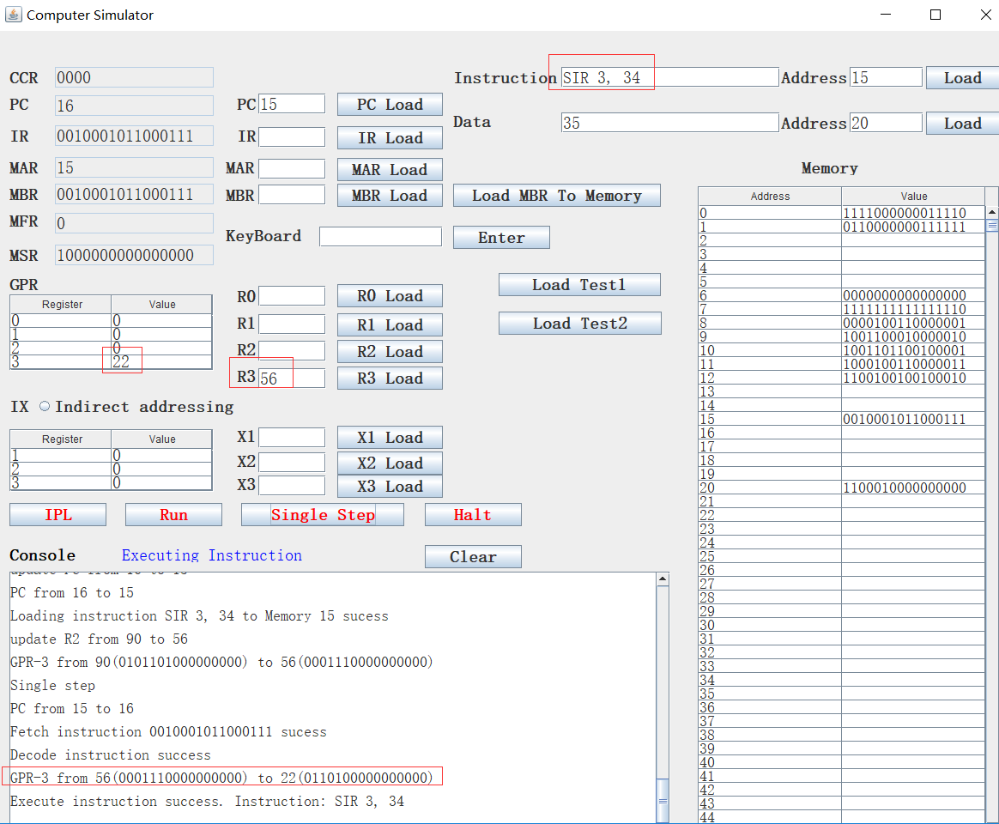 Computer Simulator
CCR 0000
Instruction SIR 3, 34 Address 15 Load
PC 16 PC 15 PC Load
Data 35 Address 20 Load
IR 0010001011000111 IR IR Load
MAR 15 MAR MAR Load
Memory
MBR 0010001011000111 MBR MBR Load Load MBR To Memory
MFR 0
KeyBoard Enter
MSR 1000000000000000
GPR
Register Value
0 0
1 0
2 0
3 22
R0 R0 Load
R1 R1 Load
R2 R2 Load
R3 56 R3 Load
Load Test1
Load Test2
IX Indirect addressing
Register Value
1 0
2 0
3 0
X1 X1 Load
X2 X2 Load
X3 X3 Load
IPL Run Single Step Halt
Console Executing Instruction Clear
PC from 16 to 15
Loading instruction SIR 3, 34 to Memory 15 sucess
update R2 from 90 to 56
GPR-3 from 90(0101101000000000) to 56(0001110000000000)
Single step
PC from 15 to 16
Fetch instruction 0010001011000111 sucess
Decode instruction success
GPR-3 from 56(0001110000000000) to 22(0110100000000000)
Execute instruction success. Instruction: SIR 3, 34
Address Value
0 1111000000011110
1 0110000000111111
2
3
4
5
6 0000000000000000
7 1111111111111110
8 0000100110000001
9 1001100010000010
10 1001101100100001
11 1000100110000011
12 1100100100100010
13
14
15 0010001011000111
16
17
18
19
20 1100010000000000
21
22
23
24
25
26
27
28
29
30
31
32
33
34
35
36
37
38
39
40
41
42
43
44